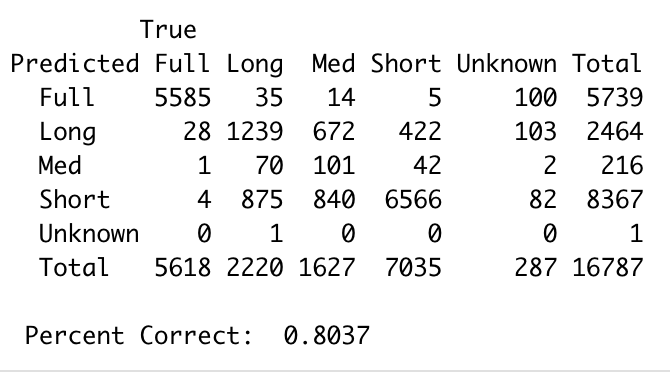 True
Predicted Full Long Med Short Unknown Total
Full 5585 35 14 5 100 5739
Long 28 1239 672 422 103 2464
Med 1 70 101 42 2 216
Short 4 875 840 6566 82 8367
Unknown 0 1 0 0 0 1
Total 5618 2220 1627 7035 287 16787
Percent Correct: 0.8037